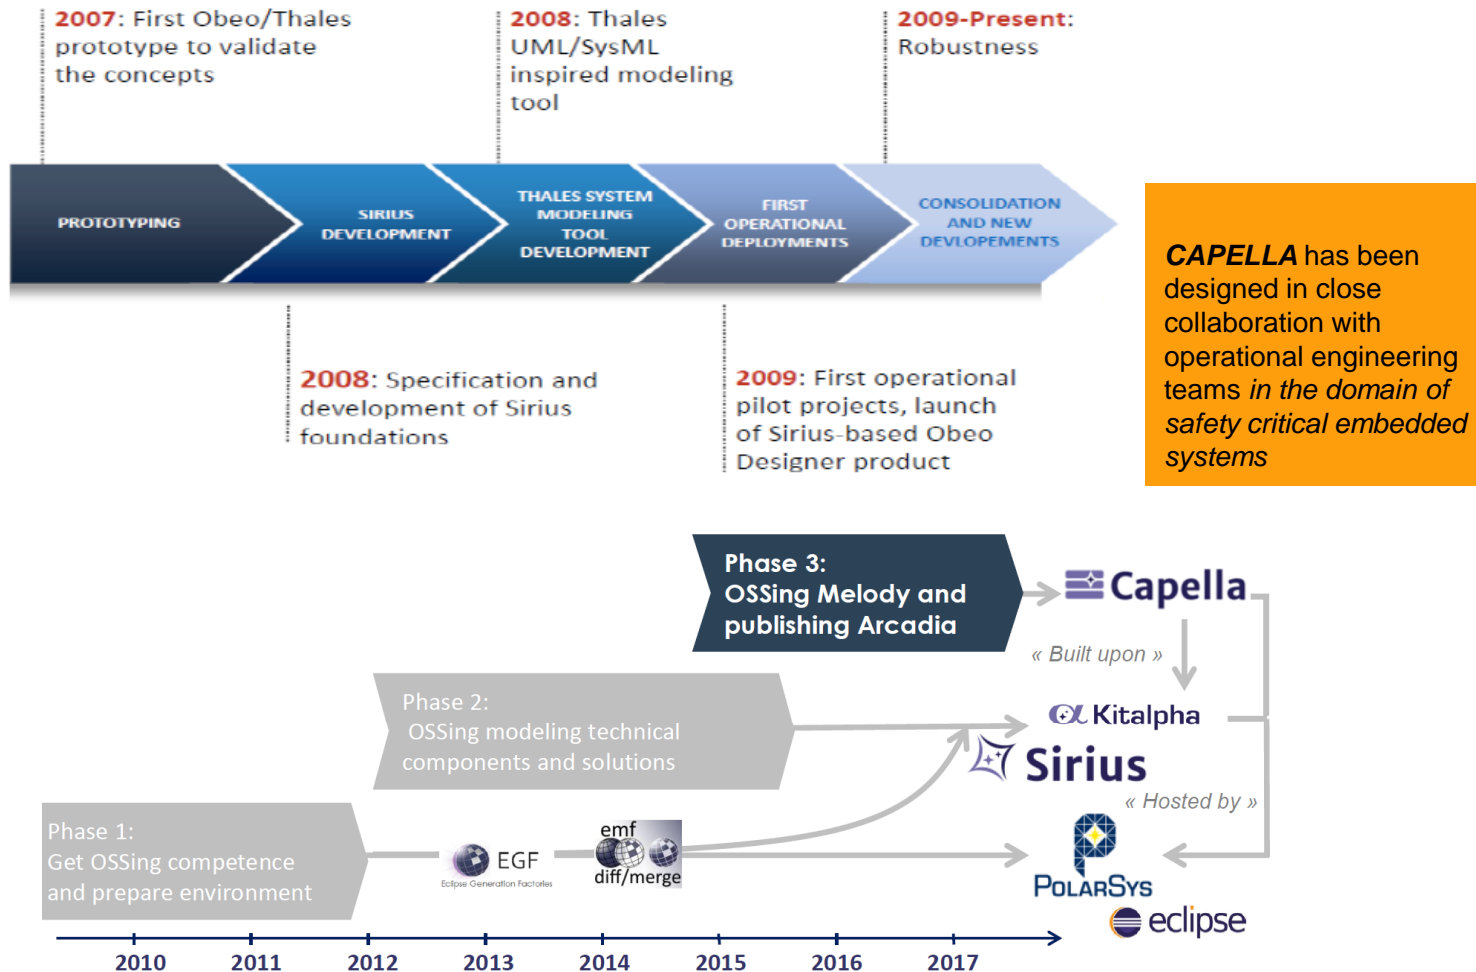 2007: First Obeo/Thales
prototype to validate
the concepts
2008: Thales
UML/SysML
inspired modeling
tool
2009-Present:
Robustness
PROTOTYPING
SIRIUS
DEVELOPMENT
THALES SYSTEM
MODELING
TOOL
DEVELOPMENT
FIRST
OPERATIONAL
DEPLOYMENTS
CONSOLIDATION
AND NEW
DEVLOPEMENTS
2008: Specification and
development of Sirius
foundations
2009: First operational
pilot projects, launch
of Sirius-based Obeo
Designer product
CAPELLA has been
designed in close
collaboration with
operational engineering
teams in the domain of
safety critical embedded
systems
Phase 3:
OSSing Melody and
publishing Arcadia
Capella
« Built upon »
Phase 2:
OSSing modeling technical
components and solutions
Kitalpha
Sirius
« Hosted by »
Phase 1:
Get OSSing competence
and prepare environment
EGF
Eclipse Generation Factories
emf
diff/merge
POLARSYS
eclipse
2010
2011
2012
2013
2014
2015
2016
2017